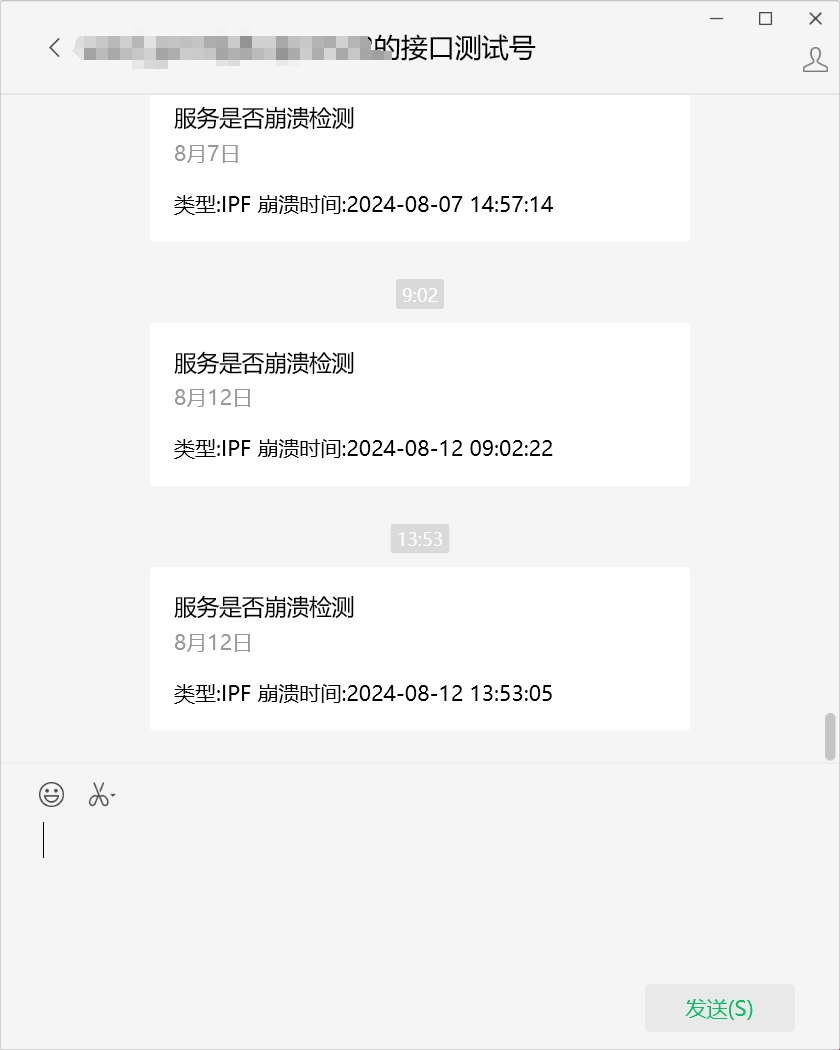 的接口测试号
服务是否崩溃检测
8月7日
类型:IPF 崩溃时间:2024-08-07 14:57:14
9:02
服务是否崩溃检测
8月12日
类型:IPF 崩溃时间:2024-08-12 09:02:22
13:53
服务是否崩溃检测
8月12日
类型:IPF 崩溃时间:2024-08-12 13:53:05
发送(S)